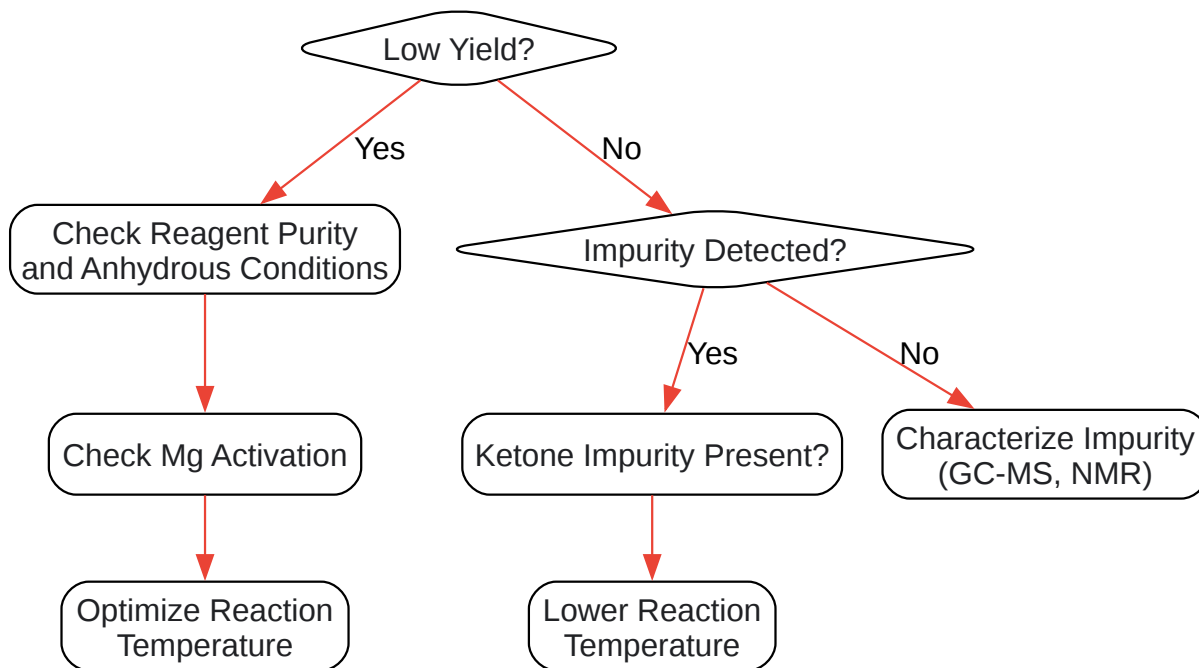 Low Yield?
Yes
No
Check Reagent Purity
and Anhydrous Conditions
Impurity Detected?
Yes
No
Check Mg Activation
Ketone Impurity Present?
Characterize Impurity
(GC-MS, NMR)
Optimize Reaction
Temperature
Lower Reaction
Temperature